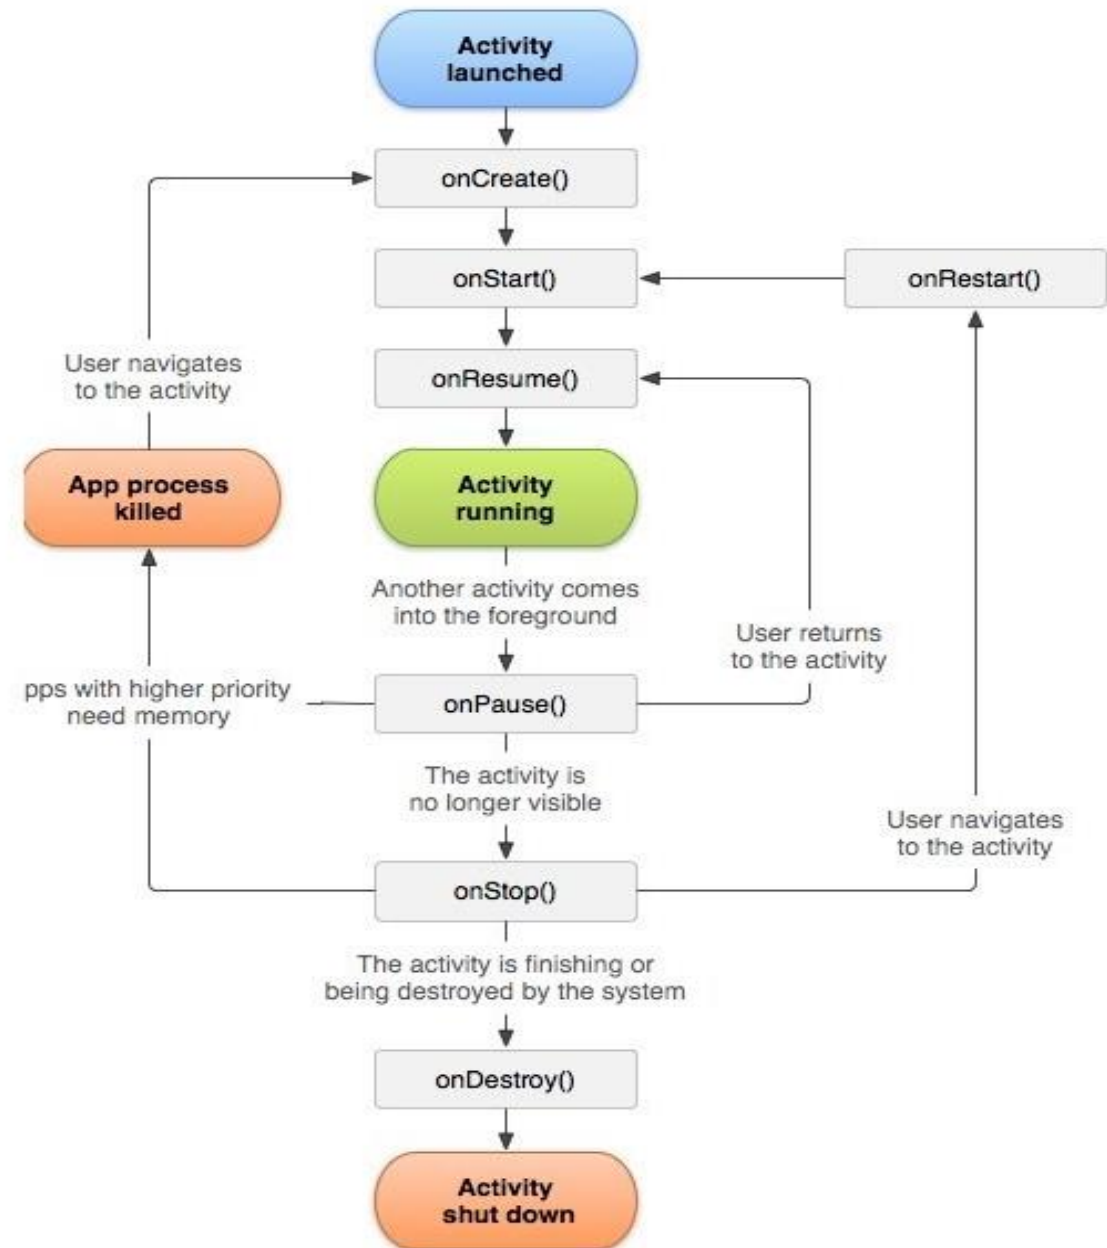 Activity
launched
onCreate()
onStart()
onRestart()
User navigates
to the activity
onResume()
App process
killed
Activity
running
Another activity comes
into the foreground
User returns
to the activity
pps with higher priority
need memory
onPause()
The activity is
no longer visible
User navigates
to the activity
onStop()
The activity is finishing or
being destroyed by the system
onDestroy()
Activity
shut down